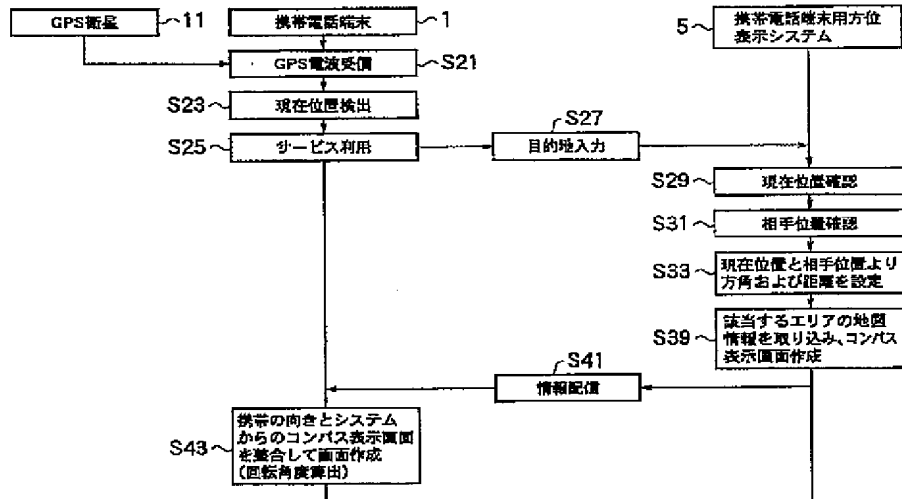 GPS衛星
11
携帯電話端末
1
5
携帯電話端末用方位
表示システム
GPS電波受信
S21
S23
現在位置検出
S25
サービス利用
S27
目的地入力
S29
現在位置確認
S31
相手位置確認
S33
現在位置と相手位置より
方角および距離を設定
S39
該当するエリアの地図
情報を取り込み、コンパス
表示画面作成
S41
情報配信
S43
携帯の向きとシステム
からのコンパス表示画面
を整合して画面作成
(回転角度算出)